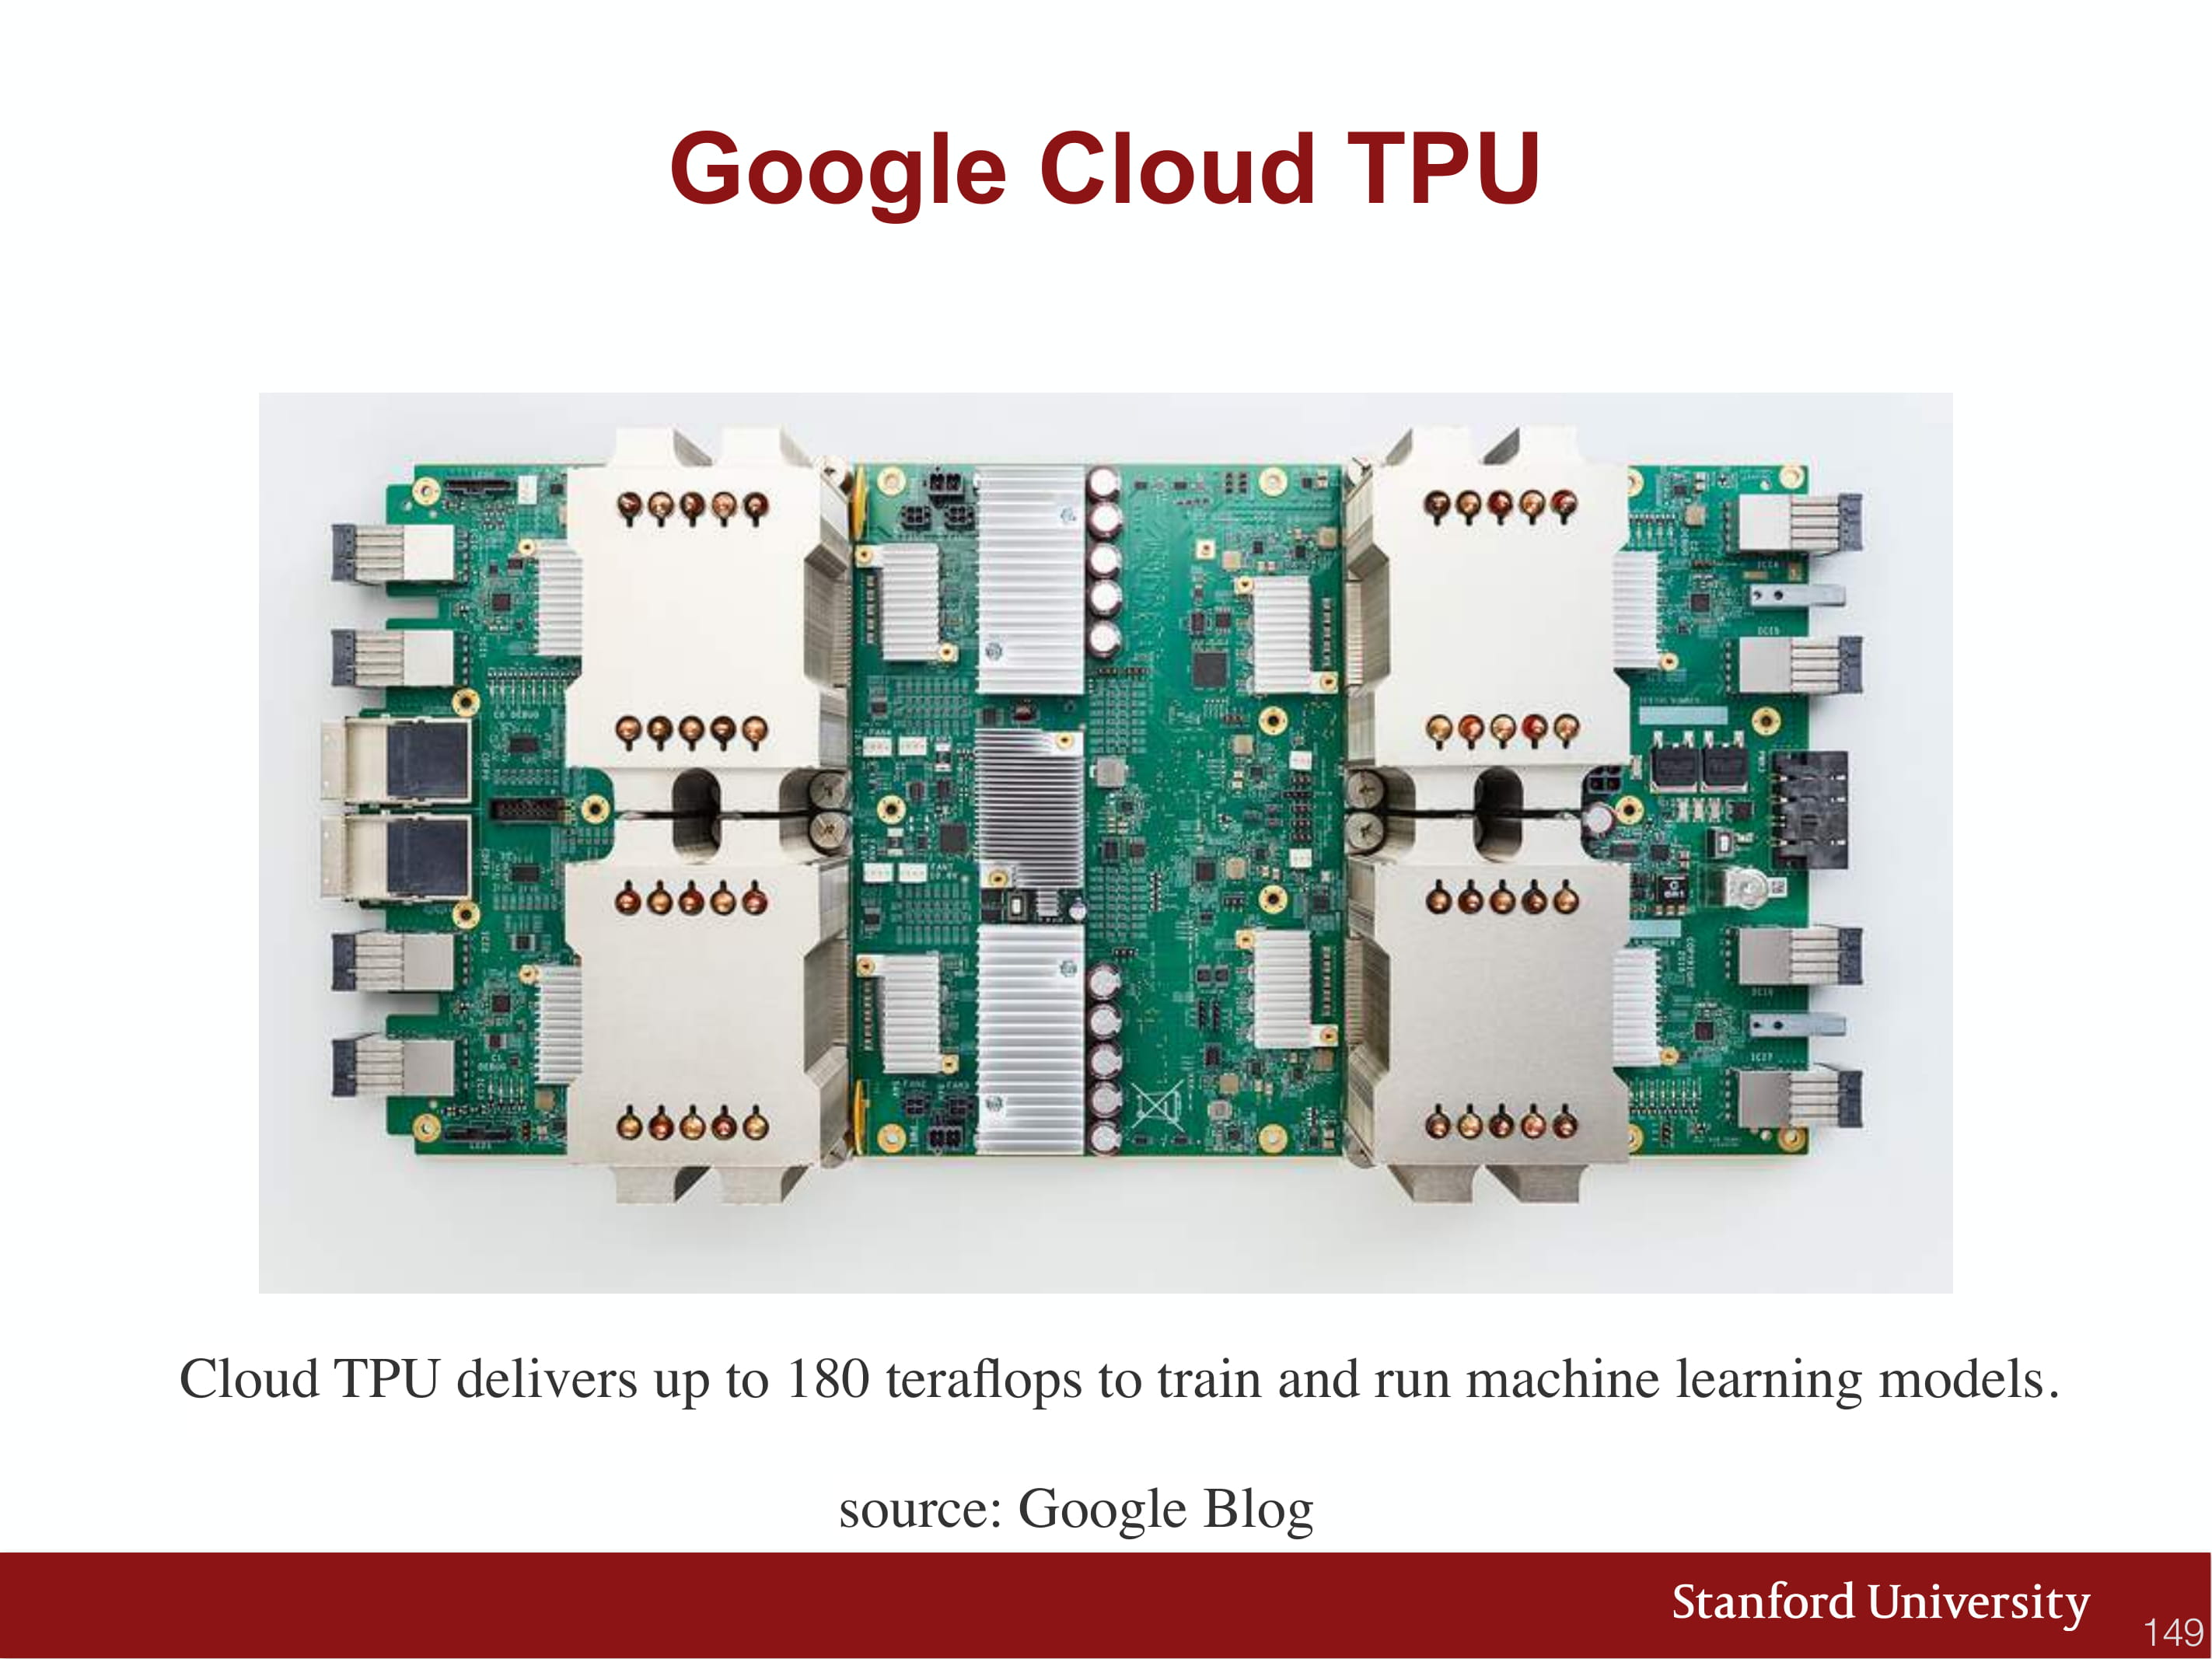 Google Cloud TPU
Cloud TPU delivers up to 180 teraflops to train and run machine learning models.
source: Google Blog
Stanford University
149